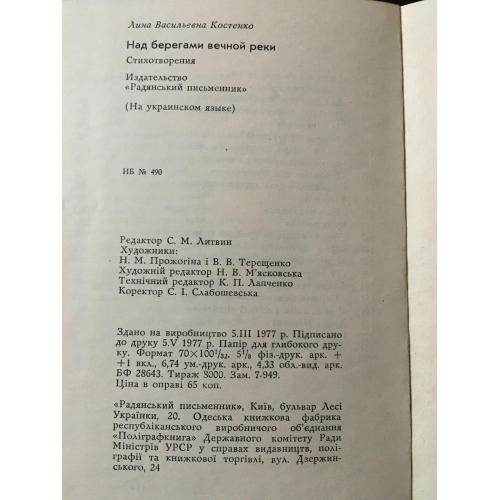 Лина Васильевна Костенко
Над берегами вечной реки
Стихотворения
Издательство
«Радянський письменник»
(На украинском языке)
ИБ № 490
Редактор С. М. Литвин
Художники:
Н. М. Прожогіна і В. В. Терещенко
Художній редактор Н. В. М'ясковська
Технічний редактор К. П. Лапченко
Коректор С. І. Слабошевська
Здано на виробництво 5.III 1977 р. Підписано
до друку 5.V 1977 р. Папір для глибокого дру-
ку. Формат 70×100¹/₃₂. 5¹/₈ фіз.-друк. арк. +
+1 вкл., 6,74 ум.-друк. арк., 4,33 обл.-вид. арк.
БФ 28643. Тираж 8000. Зам. 7-949.
Ціна в оправі 65 коп.
«Радянський письменник», Київ, бульвар Лесі
Українки, 20. Одеська книжкова фабрика
республіканського виробничого об'єднання
«Поліграфкнига» Державного комітету Ради
Міністрів УРСР у справах видавництв, полі-
графії та книжкової торгівлі, вул. Дзержин-
ського, 24